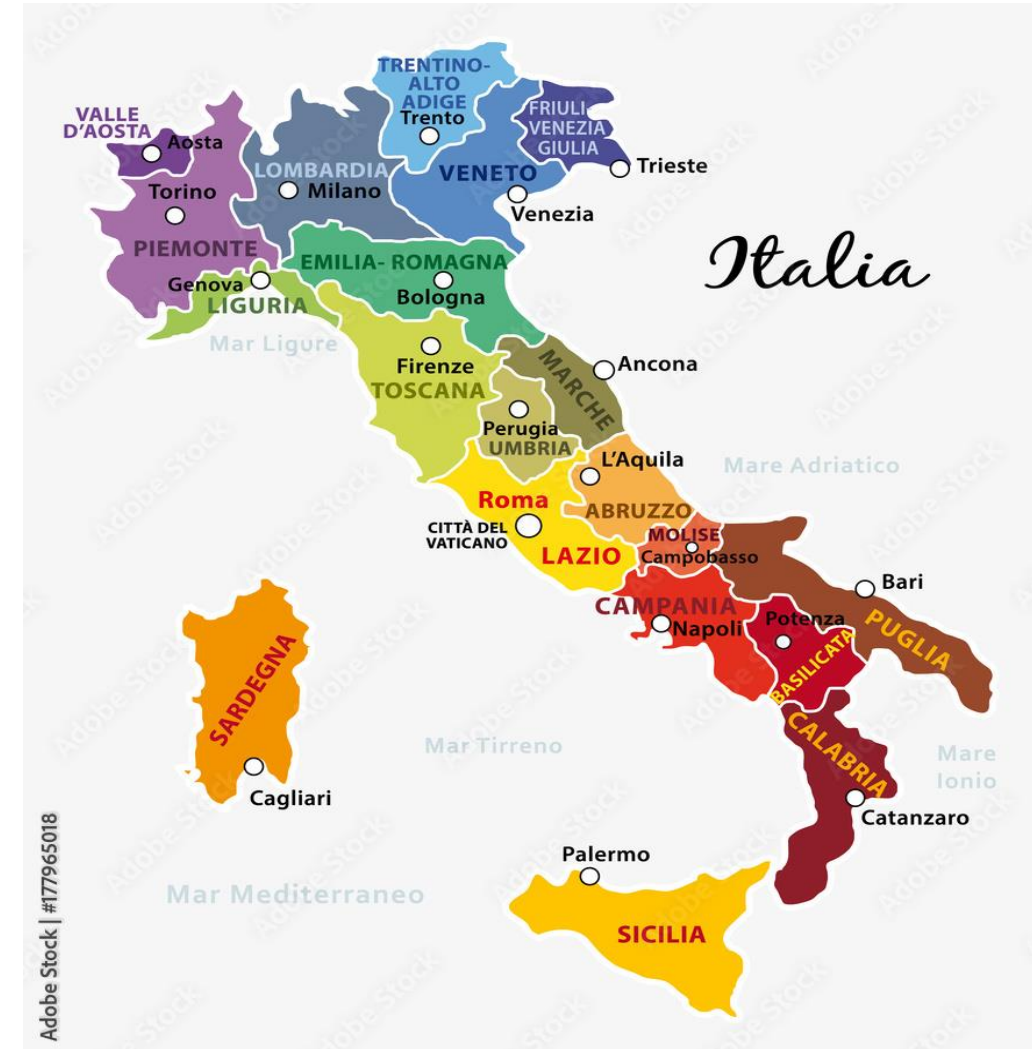 TRENTINO-
ALTO
ADIGE
Trento
VALLE
D'AOSTA
Aosta
FRIULI
VENEZIA
GIULIA
Trieste
LOMBARDIA
Milano
VENETO
Venezia
Torino
PIEMONTE
Italia
EMILIA- ROMAGNA
Bologna
Genova
LIGURIA
Mar Ligure
Firenze
TOSCANA
MARCHE
Ancona
Perugia
UMBRIA
L'Aquila
Mare Adriatico
Roma
ABRUZZO
CITTÀ DEL
VATICANO
LAZIO
MOLISE
Campobasso
Bari
CAMPANIA
Napoli
Potenza
PUGLIA
BASILICATA
SARDEGNA
Cagliari
Mar Tirreno
CALABRIA
Mare
Ionio
Catanzaro
Palermo
Mar Mediterraneo
SICILIA
Adobe Stock | #177965018